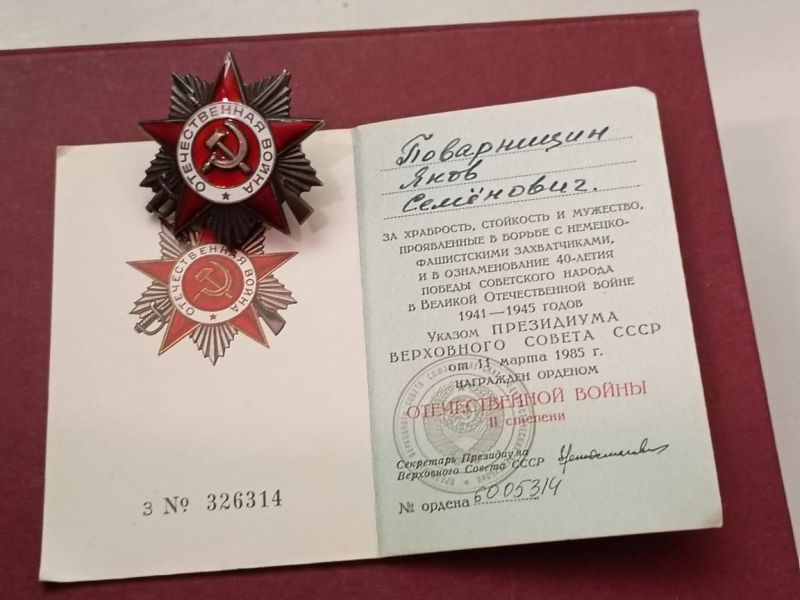 ОТЕЧЕСТВЕННАЯ ВОЙНА
ОТЕЧЕСТВЕННАЯ ВОЙНА
З № 326314
Поварницин
Яков
Семёнович.
ЗА ХРАБРОСТЬ, СТОЙКОСТЬ И МУЖЕСТВО,
ПРОЯВЛЕННЫЕ В БОРЬБЕ С НЕМЕЦКО-
ФАШИСТСКИМИ ЗАХВАТЧИКАМИ,
И В ОЗНАМЕНОВАНИЕ 40-ЛЕТИЯ
ПОБЕДЫ СОВЕТСКОГО НАРОДА
В ВЕЛИКОЙ ОТЕЧЕСТВЕННОЙ ВОЙНЕ
1941—1945 ГОДОВ
УКАЗОМ ПРЕЗИДИУМА
ВЕРХОВНОГО СОВЕТА СССР
от 11 марта 1985 г.
НАГРАЖДЕН ОРДЕНОМ
ОТЕЧЕСТВЕННОЙ ВОЙНЫ
II степени
Секретарь Президиума
Верховного Совета СССР
№ ордена 6005314